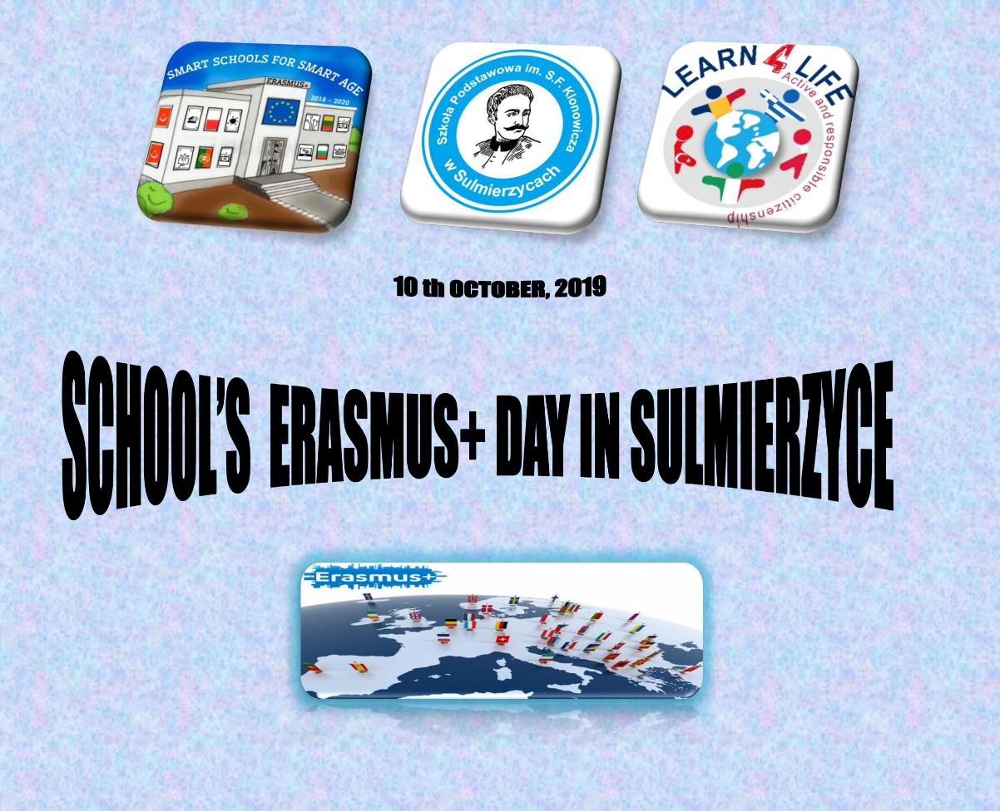 SMART SCHOOLS FOR SMART AGE
ERASMUS+
2018 - 2020
Szkoła Podstawowa im. S.F. Klonowicza
w Sulmierzycach
LEARN 4 LIFE
Active and responsible citizenship
10 th OCTOBER, 2019
SCHOOL'S ERASMUS+ DAY IN SULMIERZYCE
Erasmus+